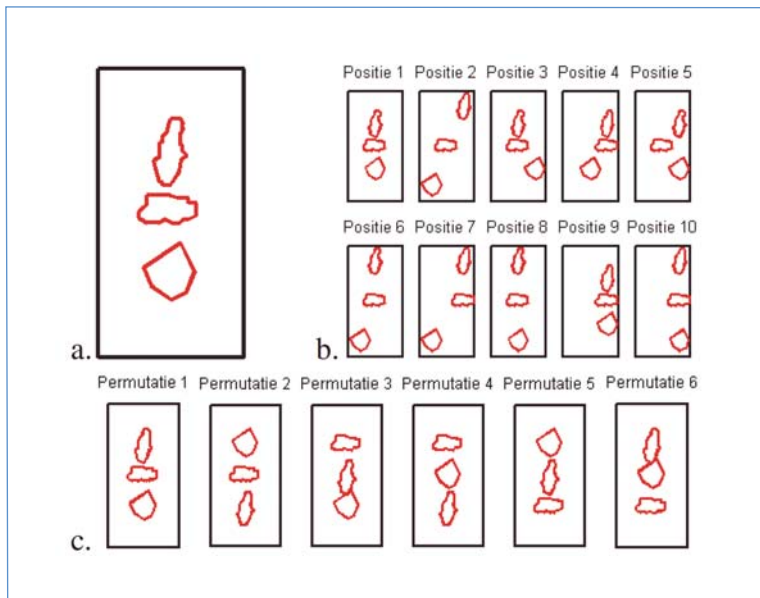 Positie 1 Positie 2 Positie 3 Positie 4 Positie 5
Positie 6 Positie 7 Positie 8 Positie 9 Positie 10
a.
b.
Permutatie 1 Permutatie 2 Permutatie 3 Permutatie 4 Permutatie 5 Permutatie 6
c.